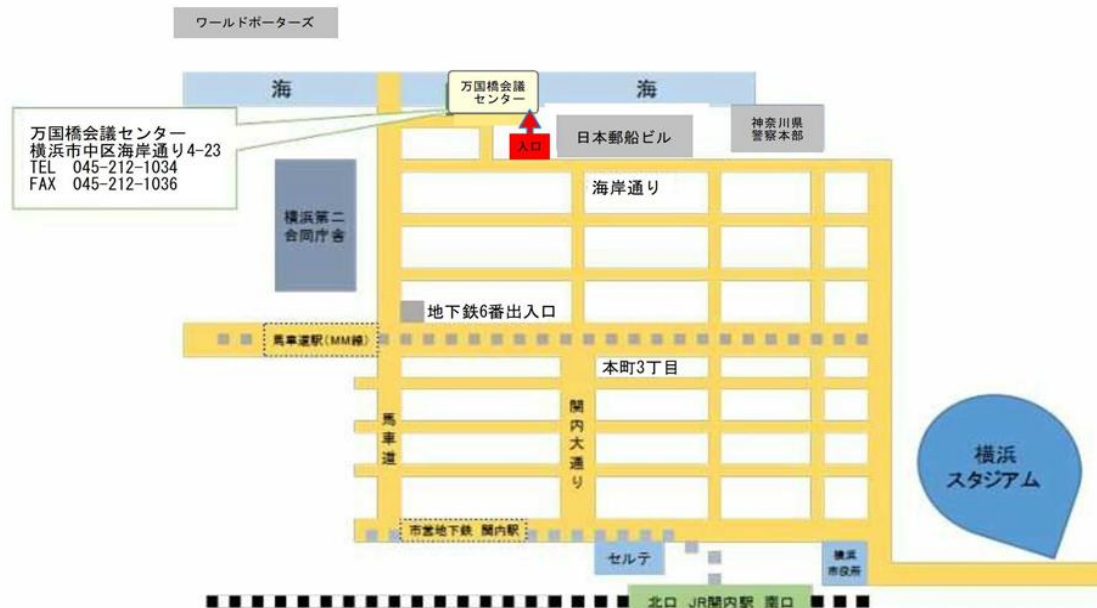 ワールドポーターズ
海
万国橋会議
センター
海
万国橋会議センター
横浜市中区海岸通り4-23
TEL 045-212-1034
FAX 045-212-1036
入口
日本郵船ビル
神奈川県
警察本部
海岸通り
横浜第二
合同庁舎
地下鉄6番出入口
馬車道駅(MM線)
本町3丁目
馬車道
関内大通り
横浜
スタジアム
市営地下鉄 関内駅
セルテ
横浜
市役所
北口 JR関内駅 南口